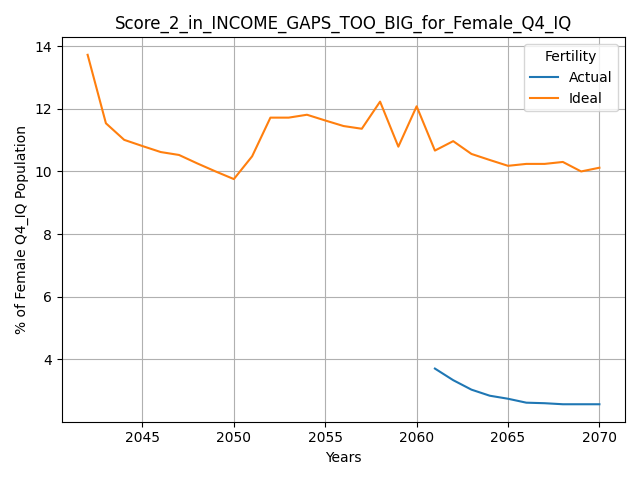 Score_2_in_INCOME_GAPS_TOO_BIG_for_Female_Q4_IQ
Fertility
Actual
Ideal
% of Female Q4_IQ Population
14
12
10
8
6
4
2045
2050
2055
2060
2065
2070
Years